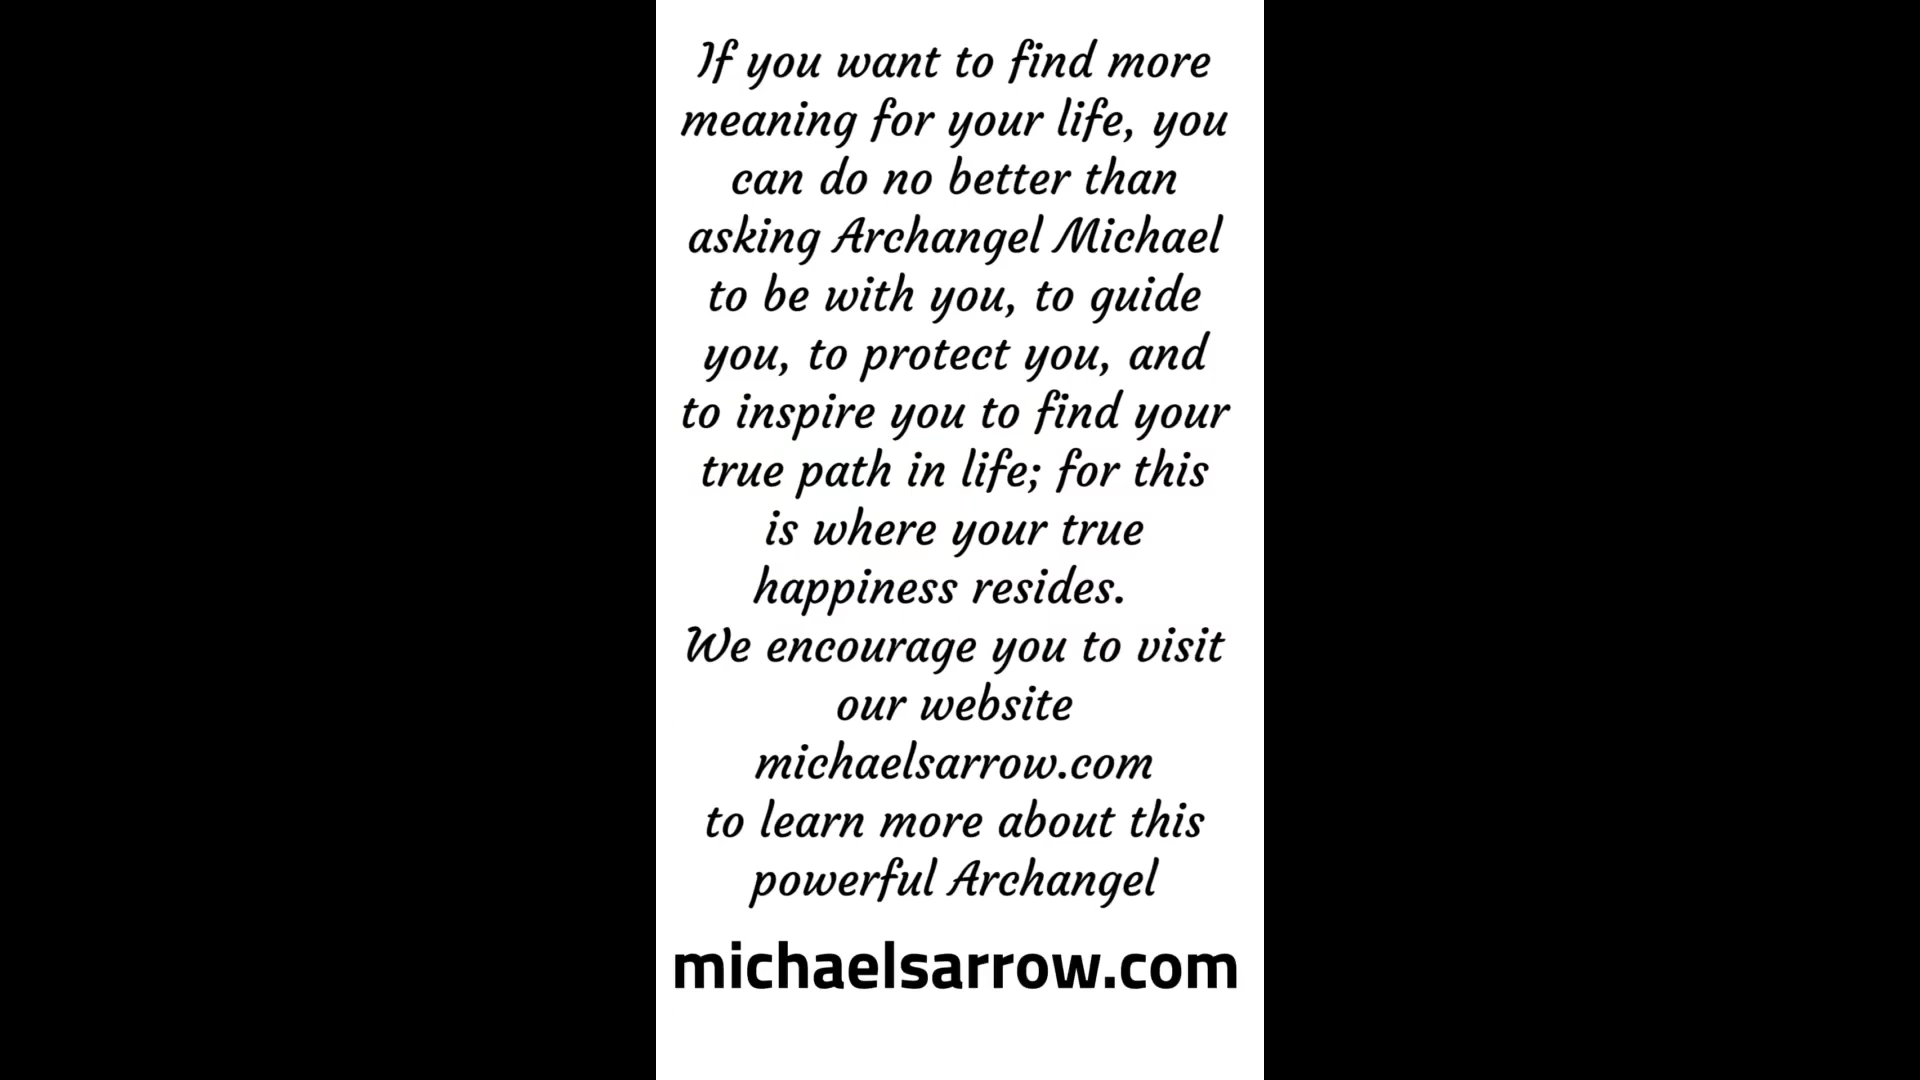 If you want to find more
meaning for your life, you
can do no better than
asking Archangel Michael
to be with you, to guide
you, to protect you, and
to inspire you to find your
true path in life; for this
is where your true
happiness resides.
We encourage you to visit
our website
michaelsarrow.com
to learn more about this
powerful Archangel
michaelsarrow.com